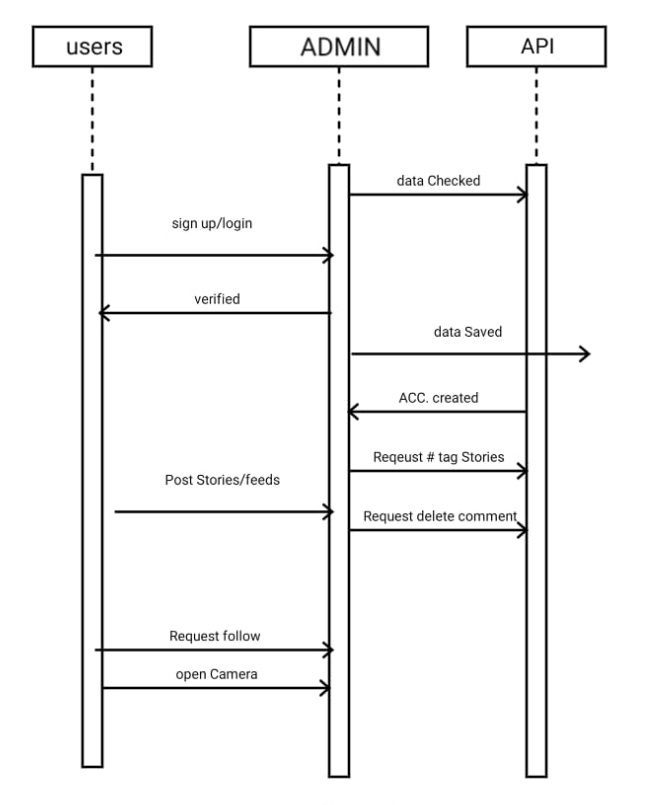 users
ADMIN
API
data Checked
sign up/login
verified
data Saved
ACC. created
Reqeust # tag Stories
Post Stories/feeds
Request delete comment
Request follow
open Camera